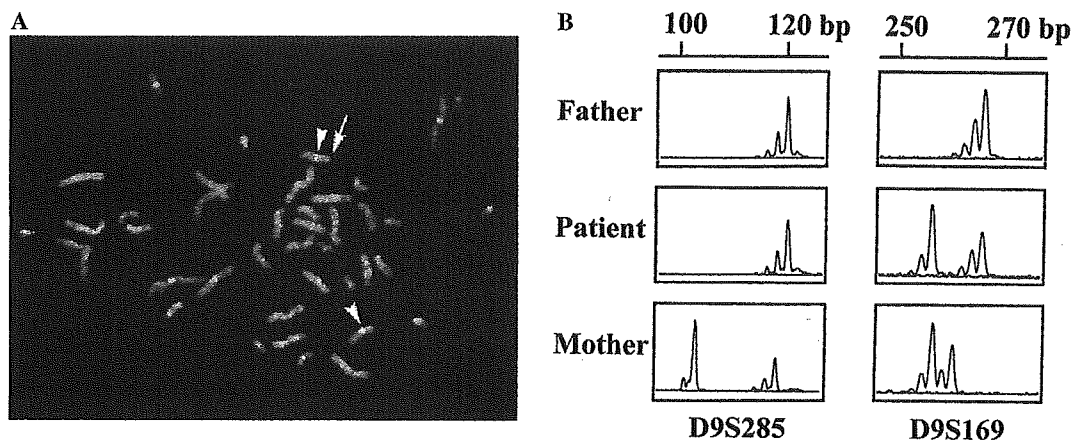 A
B
100 120 bp
250 270 bp
Father
Patient
Mother
D9S285
D9S169